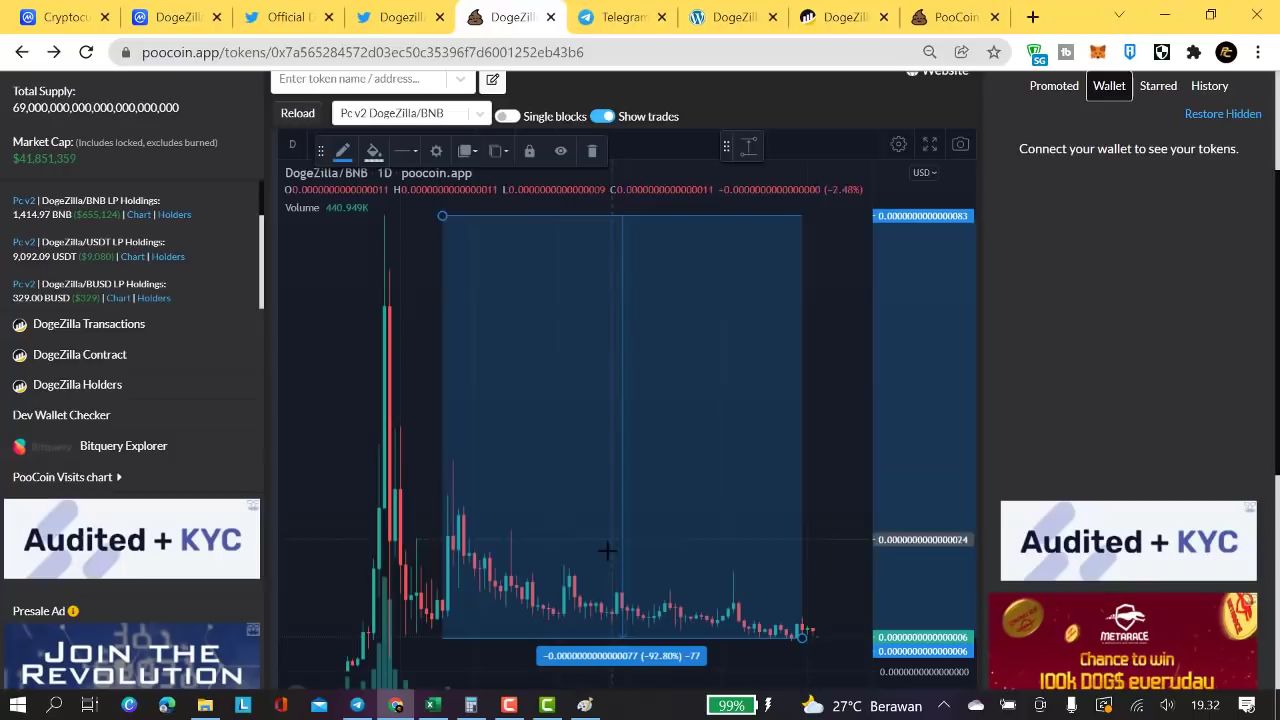 Cryptocu
DogeZill
Official
Twitter D
DogeZill
Telegram
DogeZill
DogeZill
PooCoin
poocoin.app/tokens/0x7a565284572d03ec50c35396f7d6001252eb43b6
SG
Total Supply:
69,000,000,000,000,000,000,000
Market Cap: (Includes locked, excludes burned)
$41,851,359
Pc v2 | DogeZilla/BNB LP Holdings:
1,414.97 BNB ($655,124) | Chart | Holders
Pc v2 | DogeZilla/USDT LP Holdings:
9,092.09 USDT ($9,080) | Chart | Holders
Pc v2 | DogeZilla/BUSD LP Holdings:
329.00 BUSD ($329) | Chart | Holders
DogeZilla Transactions
DogeZilla Contract
DogeZilla Holders
Dev Wallet Checker
Bitquery Explorer
PooCoin Visits chart
Audited + KYC
Presale Ad
JOIN THE
REVOLUTION
Enter token name / address...
Website
Reload
Pc v2 DogeZilla/BNB
Single blocks
Show trades
D
DogeZilla/BNB · 1D · poocoin.app
USD
O0.0000000000000011 H0.0000000000000011 L0.0000000000000009 C0.0000000000000011 −0.0000000000000000 (−2.48%)
Volume 440.949K
0.0000000000000083
0.0000000000000024
0.0000000000000006
0.0000000000000006
0.0000000000000000
−0.0000000000000077 (−92.80%) −77
Promoted
Wallet
Starred
History
Restore Hidden
Connect your wallet to see your tokens.
Audited + KYC
METARACE
Chance to win
100k DOG$ everyday
99%
27°C Berawan
19.32